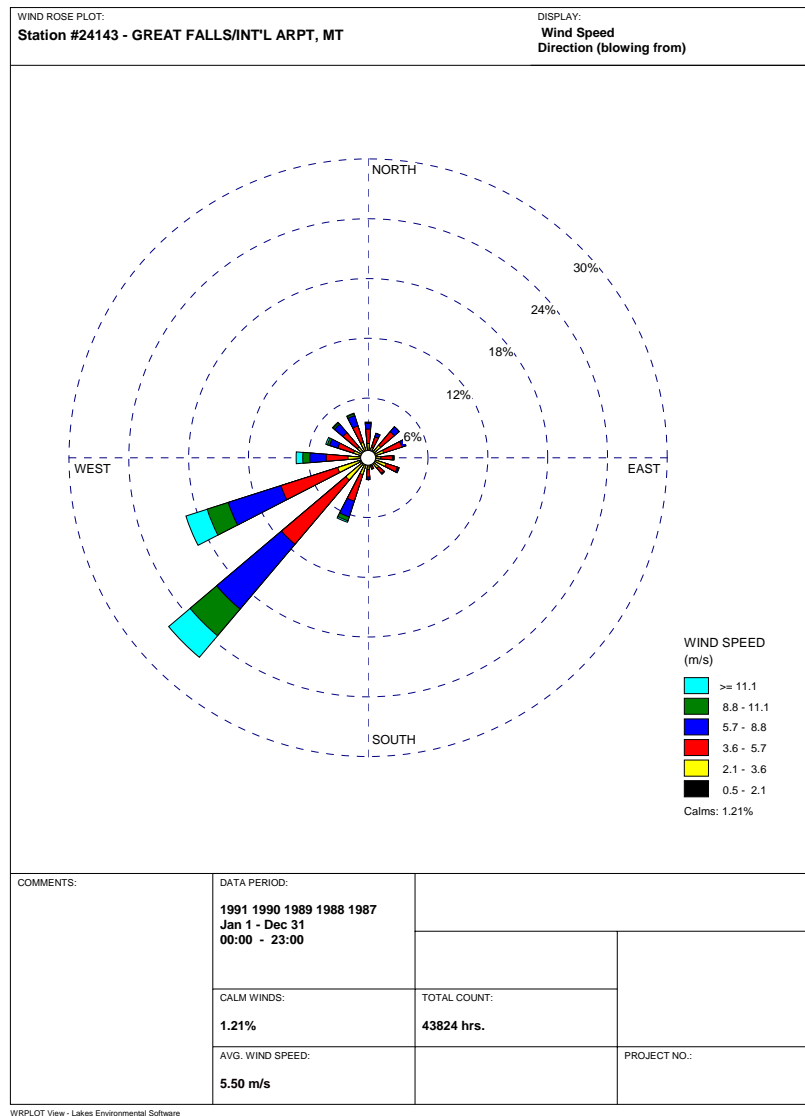 WIND ROSE PLOT:
Station #24143 - GREAT FALLS/INT'L ARPT, MT
DISPLAY:
Wind Speed
Direction (blowing from)
NORTH
30%
24%
18%
12%
6%
WEST
EAST
SOUTH
WIND SPEED
(m/s)
>= 11.1
8.8 - 11.1
5.7 - 8.8
3.6 - 5.7
2.1 - 3.6
0.5 - 2.1
Calms: 1.21%
COMMENTS:
DATA PERIOD:
1991 1990 1989 1988 1987
Jan 1 - Dec 31
00:00 - 23:00
CALM WINDS:
1.21%
TOTAL COUNT:
43824 hrs.
AVG. WIND SPEED:
5.50 m/s
PROJECT NO.:
WRPLOT View - Lakes Environmental Software